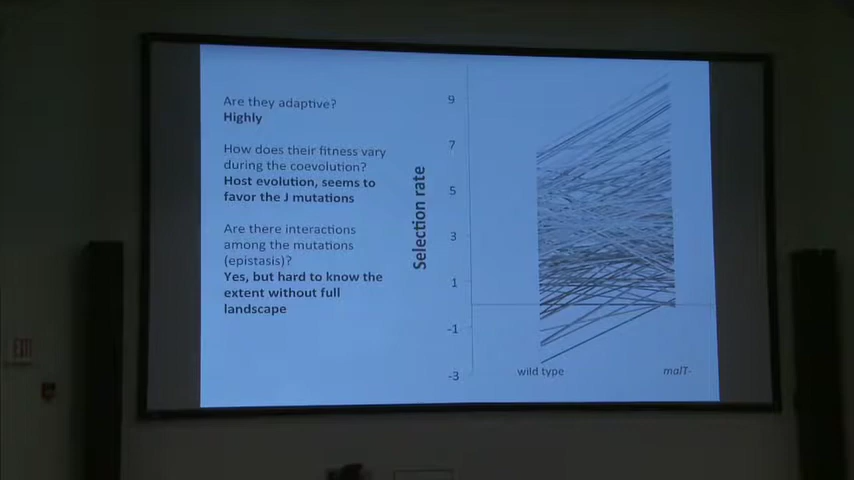 Are they adaptive?
Highly
How does their fitness vary
during the coevolution?
Host evolution, seems to
favor the J mutations
Are there interactions
among the mutations
(epistasis)?
Yes, but hard to know the
extent without full
landscape
Selection rate
9
7
5
3
1
-1
-3
wild type
malT-
EXIT